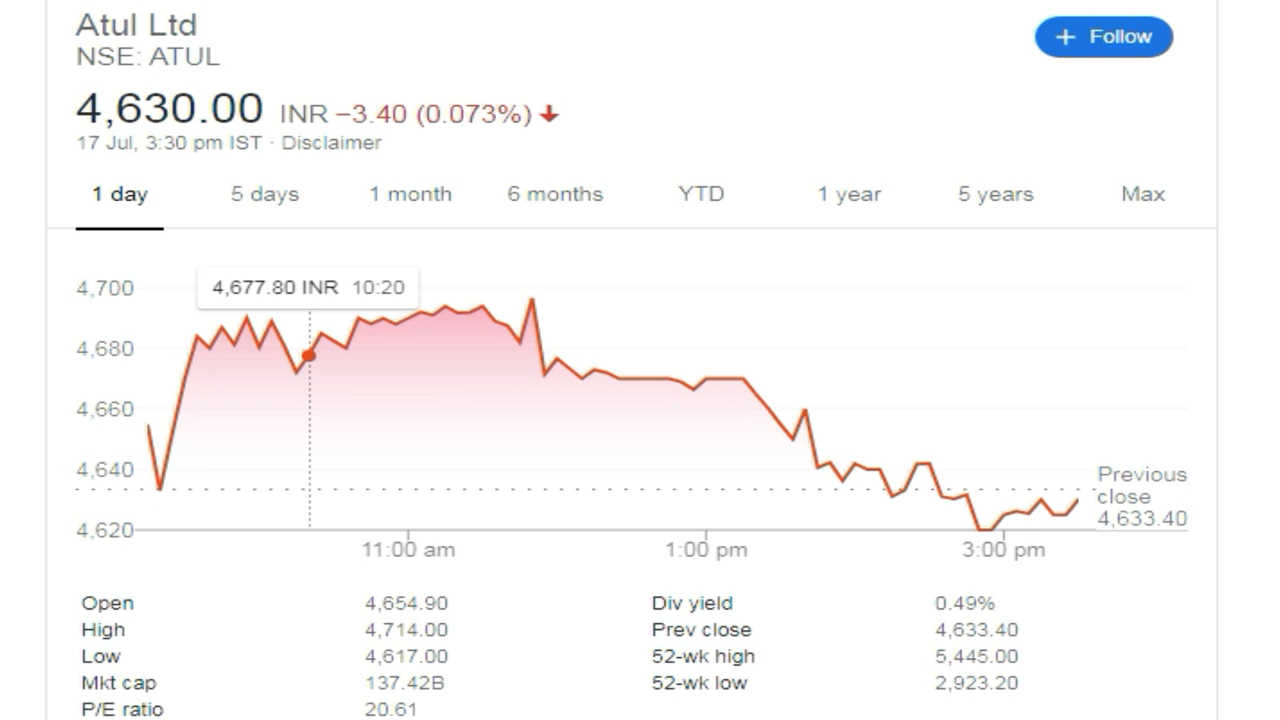 Atul Ltd
NSE: ATUL
+ Follow
4,630.00 INR −3.40 (0.073%)
17 Jul, 3:30 pm IST · Disclaimer
1 day 5 days 1 month 6 months YTD 1 year 5 years Max
4,677.80 INR 10:20
4,700
4,680
4,660
4,640
4,620
Previous
close
4,633.40
11:00 am 1:00 pm 3:00 pm
Open 4,654.90 Div yield 0.49%
High 4,714.00 Prev close 4,633.40
Low 4,617.00 52-wk high 5,445.00
Mkt cap 137.42B 52-wk low 2,923.20
P/E ratio 20.61